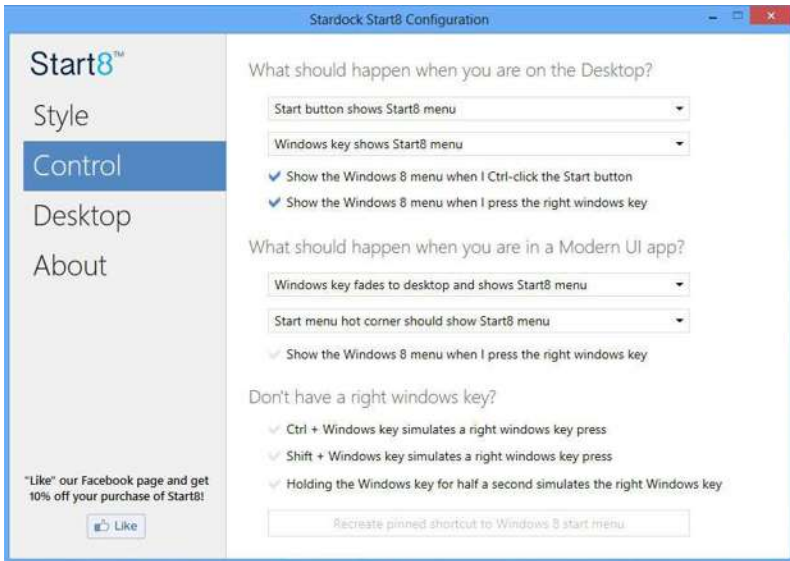 Stardock Start8 Configuration
Start8™
Style
Control
Desktop
About
"Like" our Facebook page and get
10% off your purchase of Start8!
Like
What should happen when you are on the Desktop?
Start button shows Start8 menu
Windows key shows Start8 menu
Show the Windows 8 menu when I Ctrl-click the Start button
Show the Windows 8 menu when I press the right windows key
What should happen when you are in a Modern UI app?
Windows key fades to desktop and shows Start8 menu
Start menu hot corner should show Start8 menu
Show the Windows 8 menu when I press the right windows key
Don't have a right windows key?
Ctrl + Windows key simulates a right windows key press
Shift + Windows key simulates a right windows key press
Holding the Windows key for half a second simulates the right Windows key
Recreate pinned shortcut to Windows 8 start menu